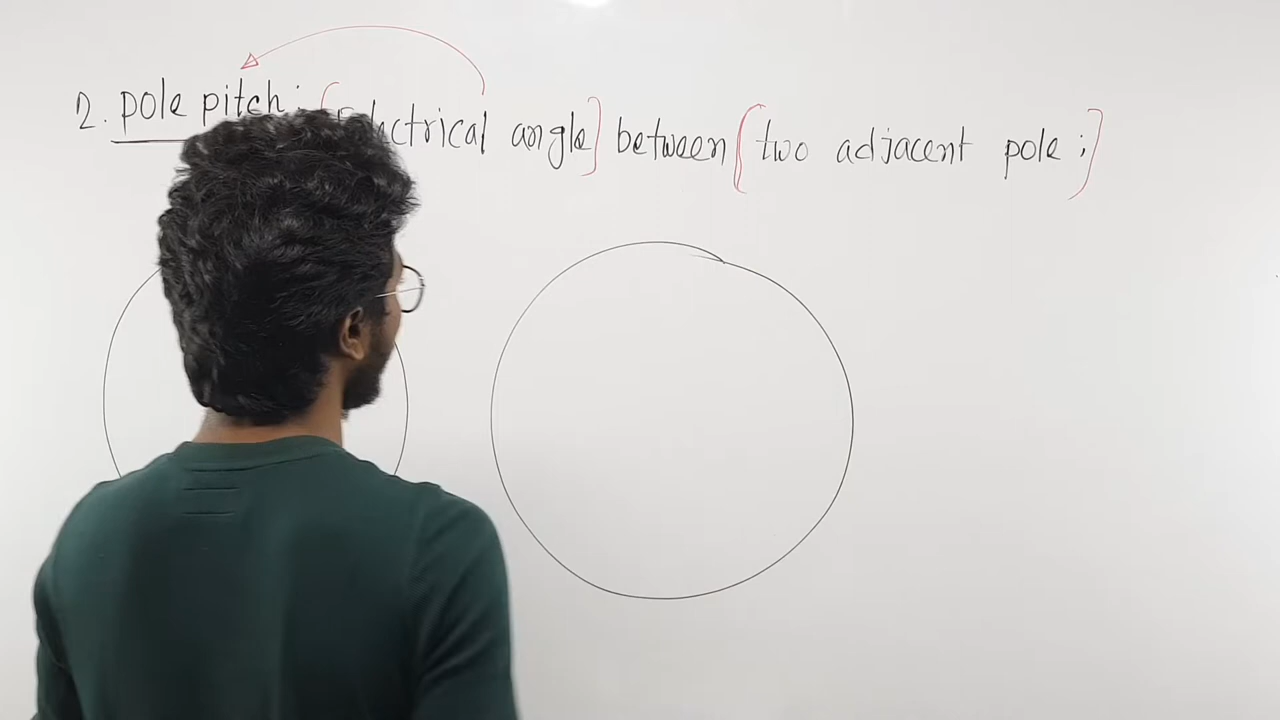 2. pole pitch : [Electrical angle] between [two adjacent pole ;]